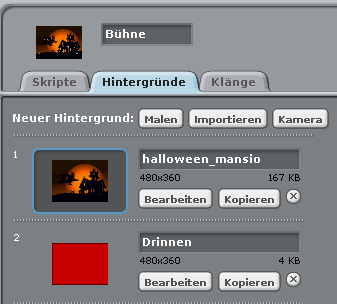 Bühne
Skripte Hintergründe Klänge
Neuer Hintergrund: Malen Importieren Kamera
1
halloween_mansio
480x360 167 KB
Bearbeiten Kopieren
2
Drinnen
480x360 4 KB
Bearbeiten Kopieren